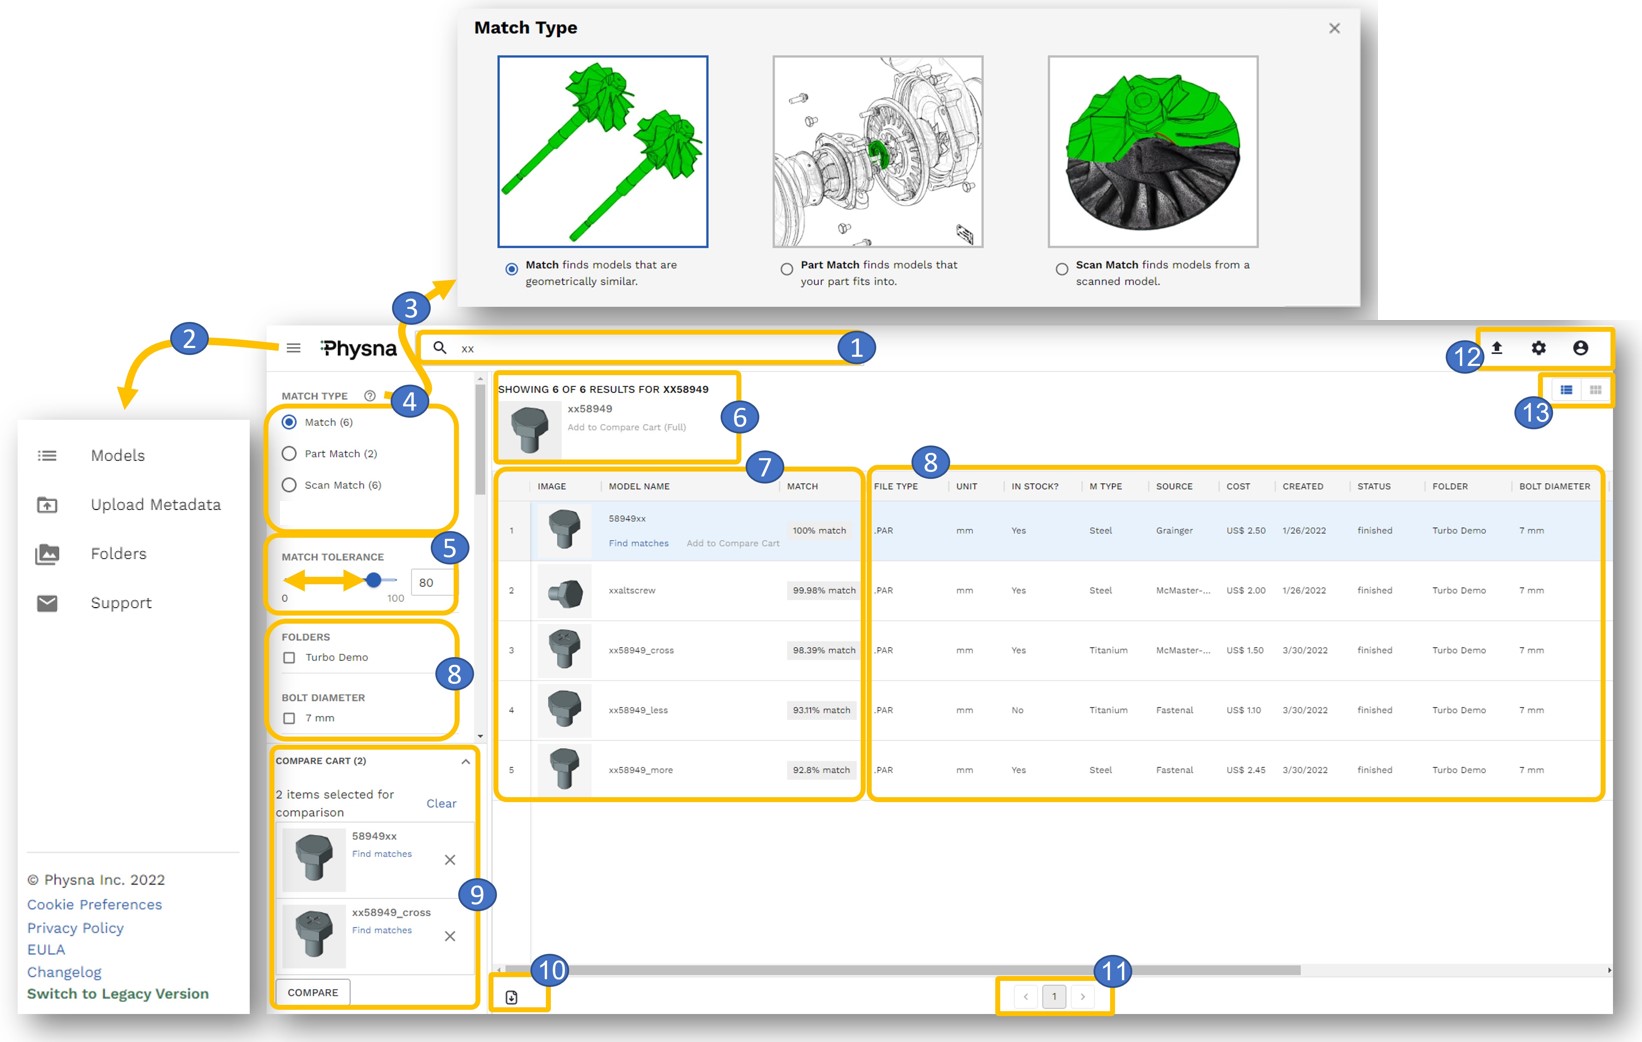 Match Type
Match finds models that are
geometrically similar.
Part Match finds models that
your part fits into.
Scan Match finds models from a
scanned model.
3
2
Physna
xx
1
12
MATCH TYPE
4
Match (6)
Part Match (2)
Scan Match (6)
SHOWING 6 OF 6 RESULTS FOR XX58949
xx58949
Add to Compare Cart (Full)
6
13
Models
Upload Metadata
Folders
Support
© Physna Inc. 2022
Cookie Preferences
Privacy Policy
EULA
Changelog
Switch to Legacy Version
5
MATCH TOLERANCE
80
0 100
FOLDERS
Turbo Demo
8
BOLT DIAMETER
7 mm
COMPARE CART (2)
2 items selected for
comparison
Clear
58949xx
Find matches
9
xx58949_cross
Find matches
COMPARE
7
8
IMAGE MODEL NAME MATCH FILE TYPE UNIT IN STOCK? M TYPE SOURCE COST CREATED STATUS FOLDER BOLT DIAMETER
1 58949xx 100% match .PAR mm Yes Steel Grainger US$ 2.50 1/26/2022 finished Turbo Demo 7 mm
Find matches Add to Compare Cart
2 xxaltscrew 99.98% match .PAR mm Yes Steel McMaster-... US$ 2.00 1/26/2022 finished Turbo Demo 7 mm
3 xx58949_cross 98.39% match .PAR mm Yes Titanium McMaster-... US$ 1.50 3/30/2022 finished Turbo Demo 7 mm
4 xx58949_less 93.11% match .PAR mm No Titanium Fastenal US$ 1.10 3/30/2022 finished Turbo Demo 7 mm
5 xx58949_more 92.8% match .PAR mm Yes Steel Fastenal US$ 2.45 3/30/2022 finished Turbo Demo 7 mm
10
11
1